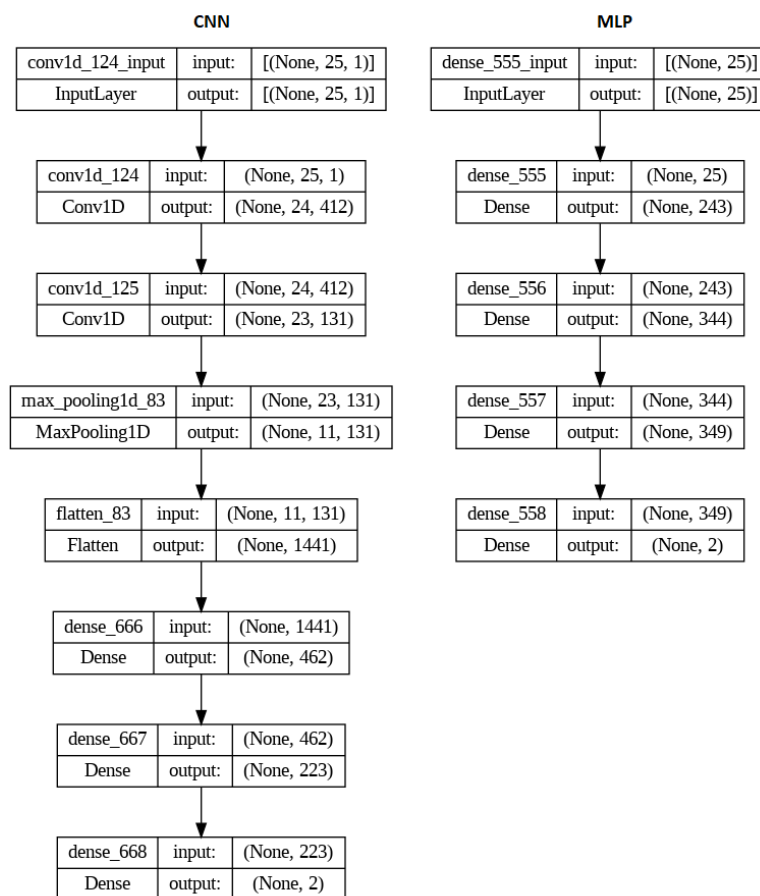 CNN
conv1d_124_input input: [(None, 25, 1)]
InputLayer output: [(None, 25, 1)]
conv1d_124 input: (None, 25, 1)
Conv1D output: (None, 24, 412)
conv1d_125 input: (None, 24, 412)
Conv1D output: (None, 23, 131)
max_pooling1d_83 input: (None, 23, 131)
MaxPooling1D output: (None, 11, 131)
flatten_83 input: (None, 11, 131)
Flatten output: (None, 1441)
dense_666 input: (None, 1441)
Dense output: (None, 462)
dense_667 input: (None, 462)
Dense output: (None, 223)
dense_668 input: (None, 223)
Dense output: (None, 2)
MLP
dense_555_input input: [(None, 25)]
InputLayer output: [(None, 25)]
dense_555 input: (None, 25)
Dense output: (None, 243)
dense_556 input: (None, 243)
Dense output: (None, 344)
dense_557 input: (None, 344)
Dense output: (None, 349)
dense_558 input: (None, 349)
Dense output: (None, 2)